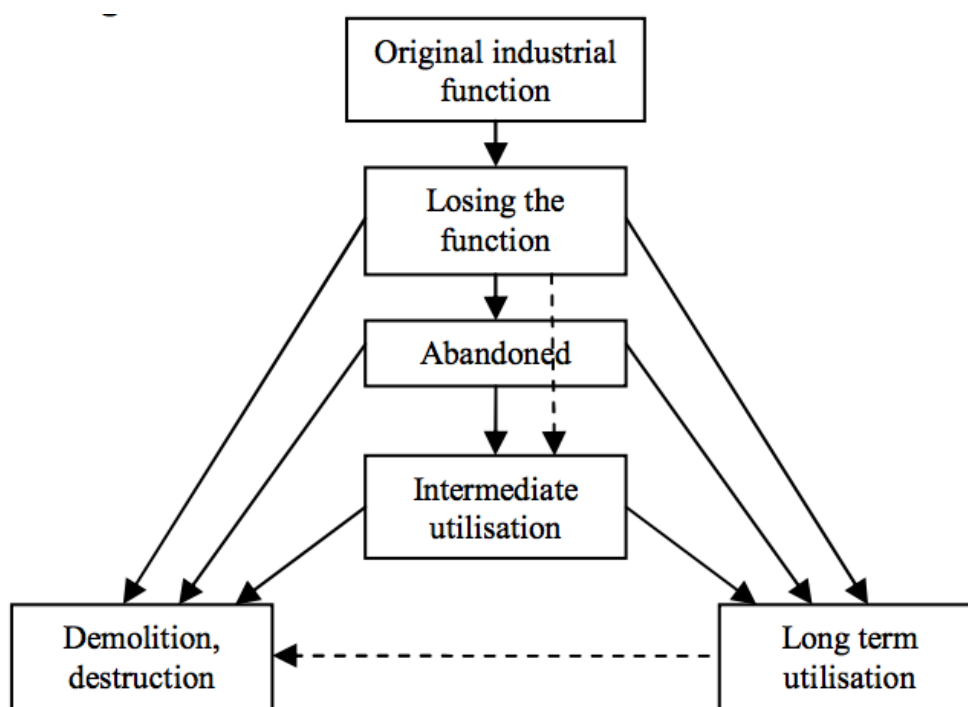 Original industrial
function
Losing the
function
Abandoned
Intermediate
utilisation
Demolition,
destruction
Long term
utilisation